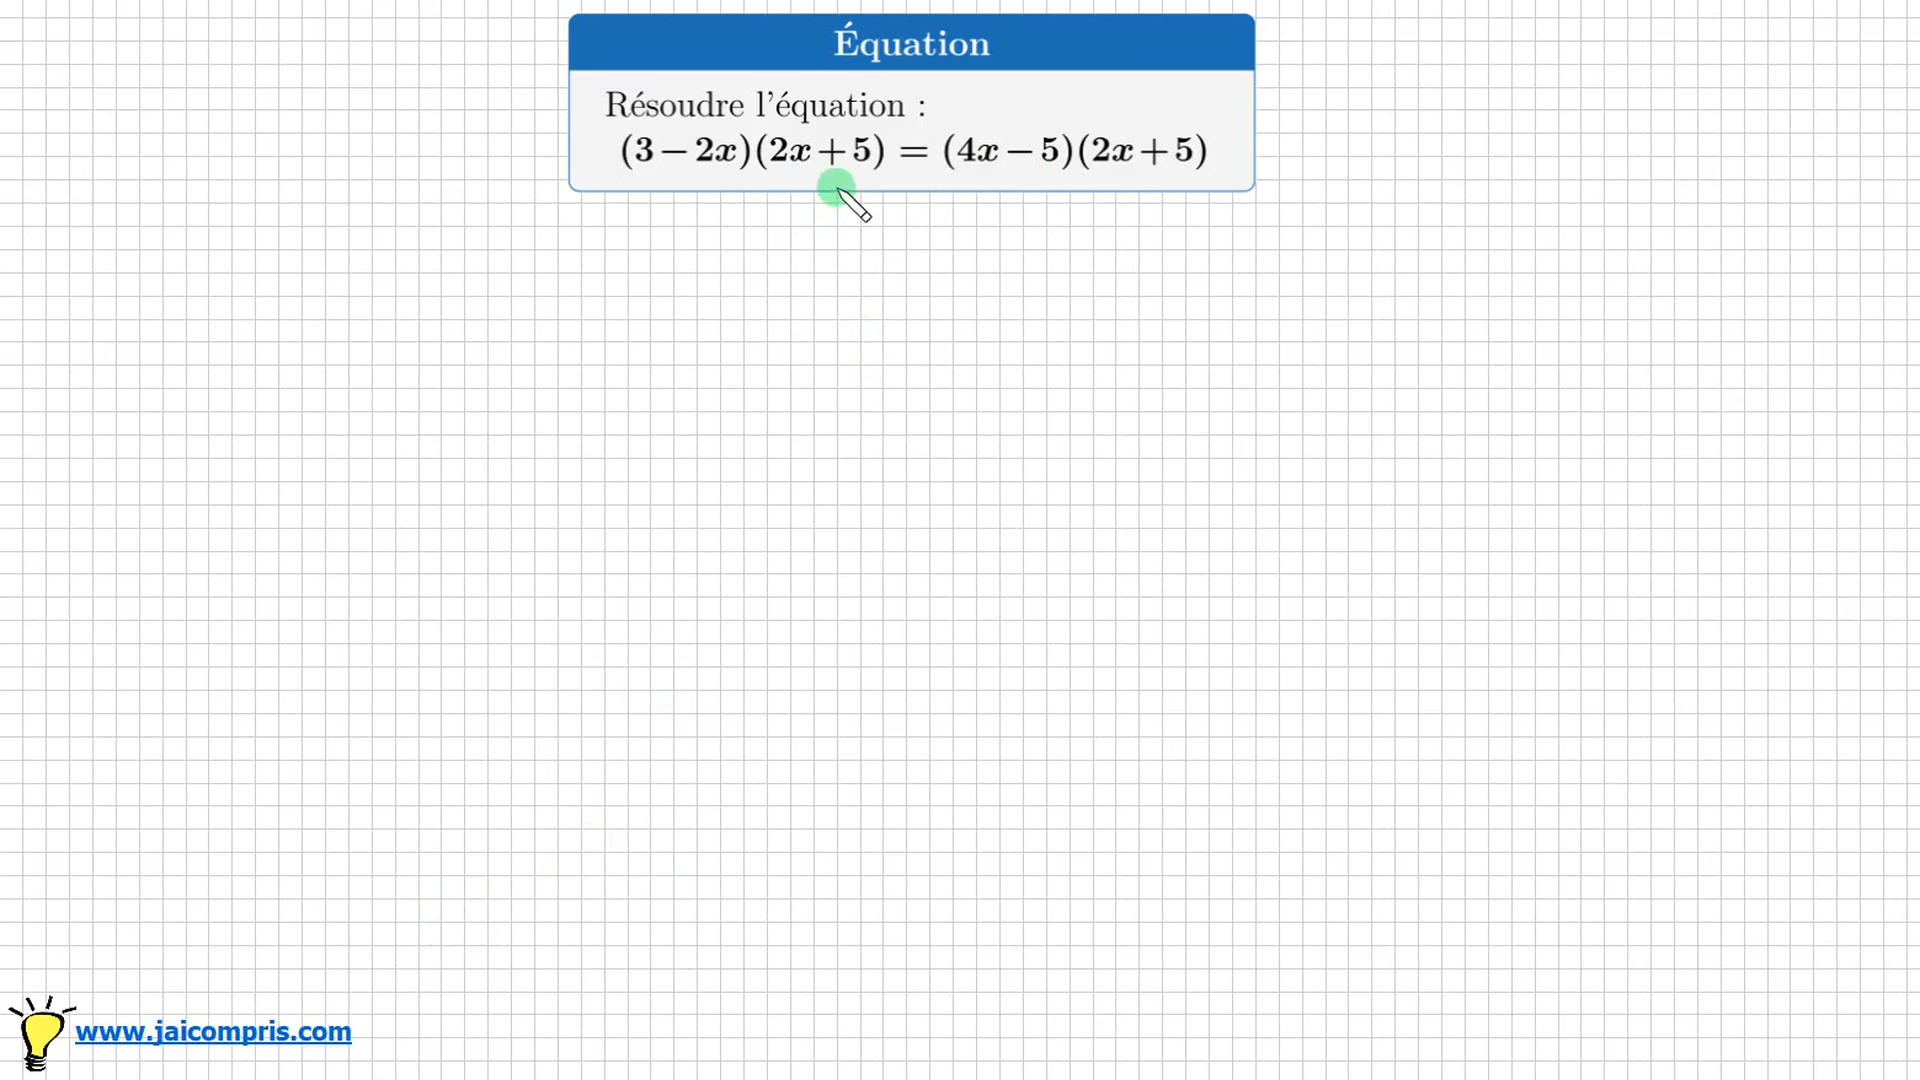 Équation
Résoudre l'équation :
(3 − 2x)(2x + 5) = (4x − 5)(2x + 5)
www.jaicompris.com